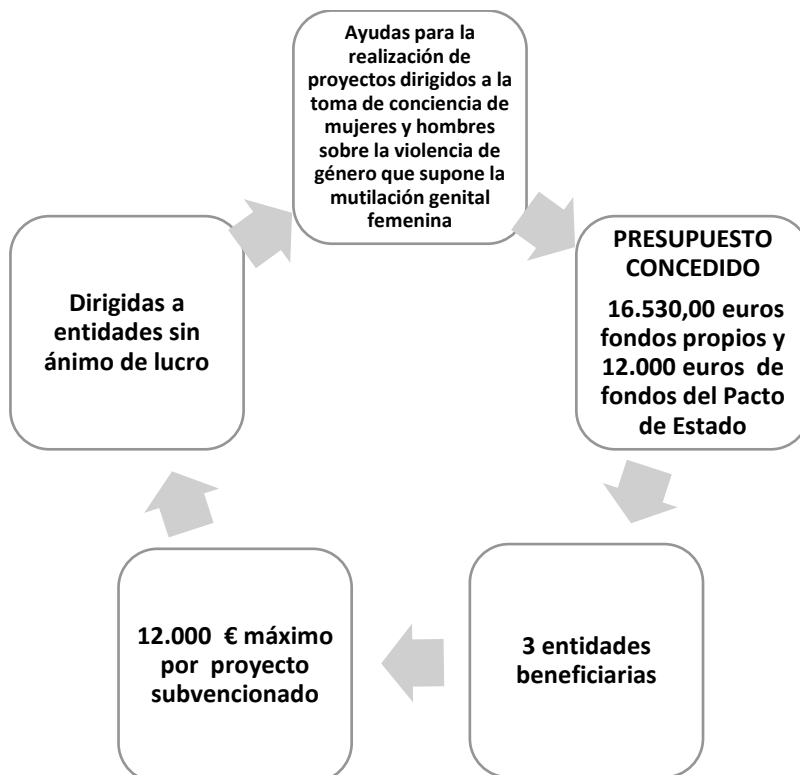 Ayudas para la
realización de
proyectos dirigidos a la
toma de conciencia de
mujeres y hombres
sobre la violencia de
género que supone la
mutilación genital
femenina
PRESUPUESTO
CONCEDIDO
16.530,00 euros
fondos propios y
12.000 euros de
fondos del Pacto
de Estado
3 entidades
beneficiarias
12.000 € máximo
por proyecto
subvencionado
Dirigidas a
entidades sin
ánimo de lucro